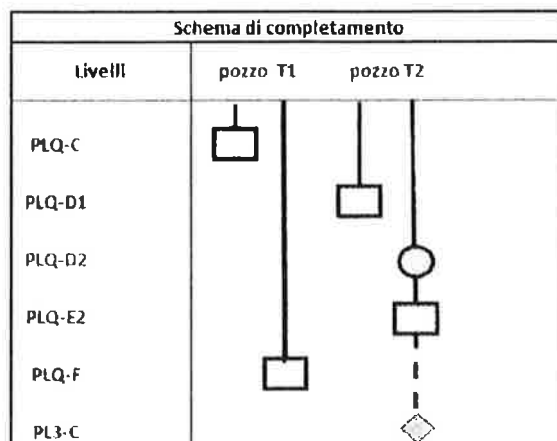 Schema di completamento
Livelli pozzo T1 pozzo T2
PLQ-C
PLQ-D1
PLQ-D2
PLQ-E2
PLQ-F
PL3-C